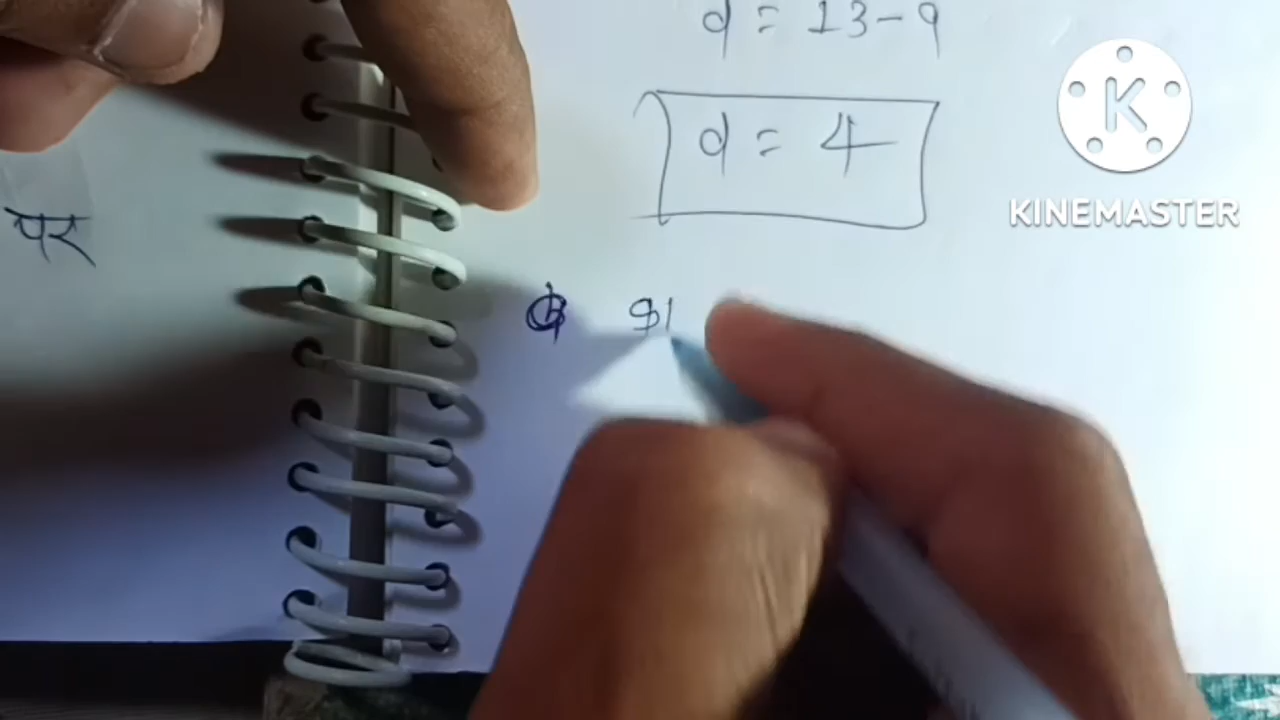 d = 13 - 9
d = 4
KINEMASTER
पर